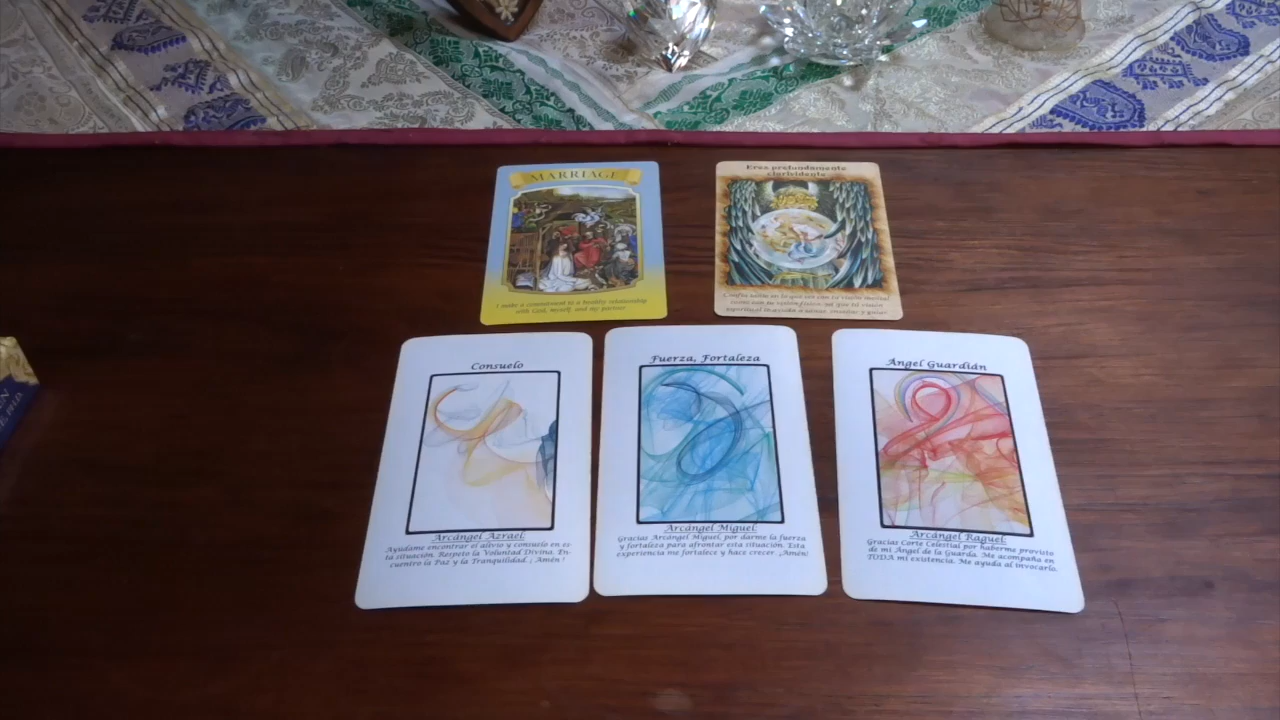 MARRIAGE
I make a commitment to a healthy relationship
with God, myself, and my partner.
Eres profundamente
clarividente
Consuelo
Arcángel Azrael:
Ayúdame encontrar el alivio y consuelo en es-
ta situación. Respeto la Voluntad Divina. En-
cuentro la Paz y la Tranquilidad. ¡ Amén !
Fuerza, Fortaleza
Arcángel Miguel:
Gracias Arcángel Miguel, por darme la fuerza
y fortaleza para afrontar esta situación. Esta
experiencia me fortalece y hace crecer. ¡Amén!
Angel Guardián
Arcángel Raguel:
Gracias Corte Celestial por haberme provisto
de mi Ángel de la Guarda. Me acompaña en
TODA mi existencia. Me ayuda al invocarlo.